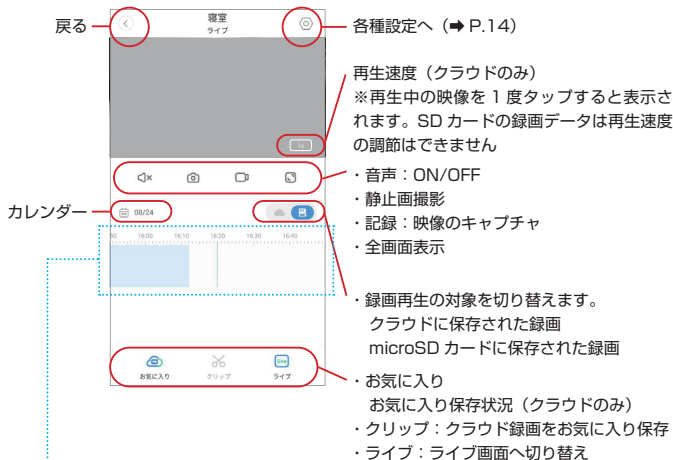 戻る
寝室
ライブ
各種設定へ（➡ P.14）
再生速度（クラウドのみ）
※再生中の映像を 1 度タップすると表示さ
れます。SD カードの録画データは再生速度
の調節はできません
1x
・音声：ON/OFF
・静止画撮影
・記録：映像のキャプチャ
・全画面表示
カレンダー
08/24
00 16:00 16:10 16:20 16:30 16:40
・録画再生の対象を切り替えます。
クラウドに保存された録画
microSD カードに保存された録画
お気に入り
クリップ
live
ライブ
・お気に入り
お気に入り保存状況（クラウドのみ）
・クリップ：クラウド録画をお気に入り保存
・ライブ：ライブ画面へ切り替え